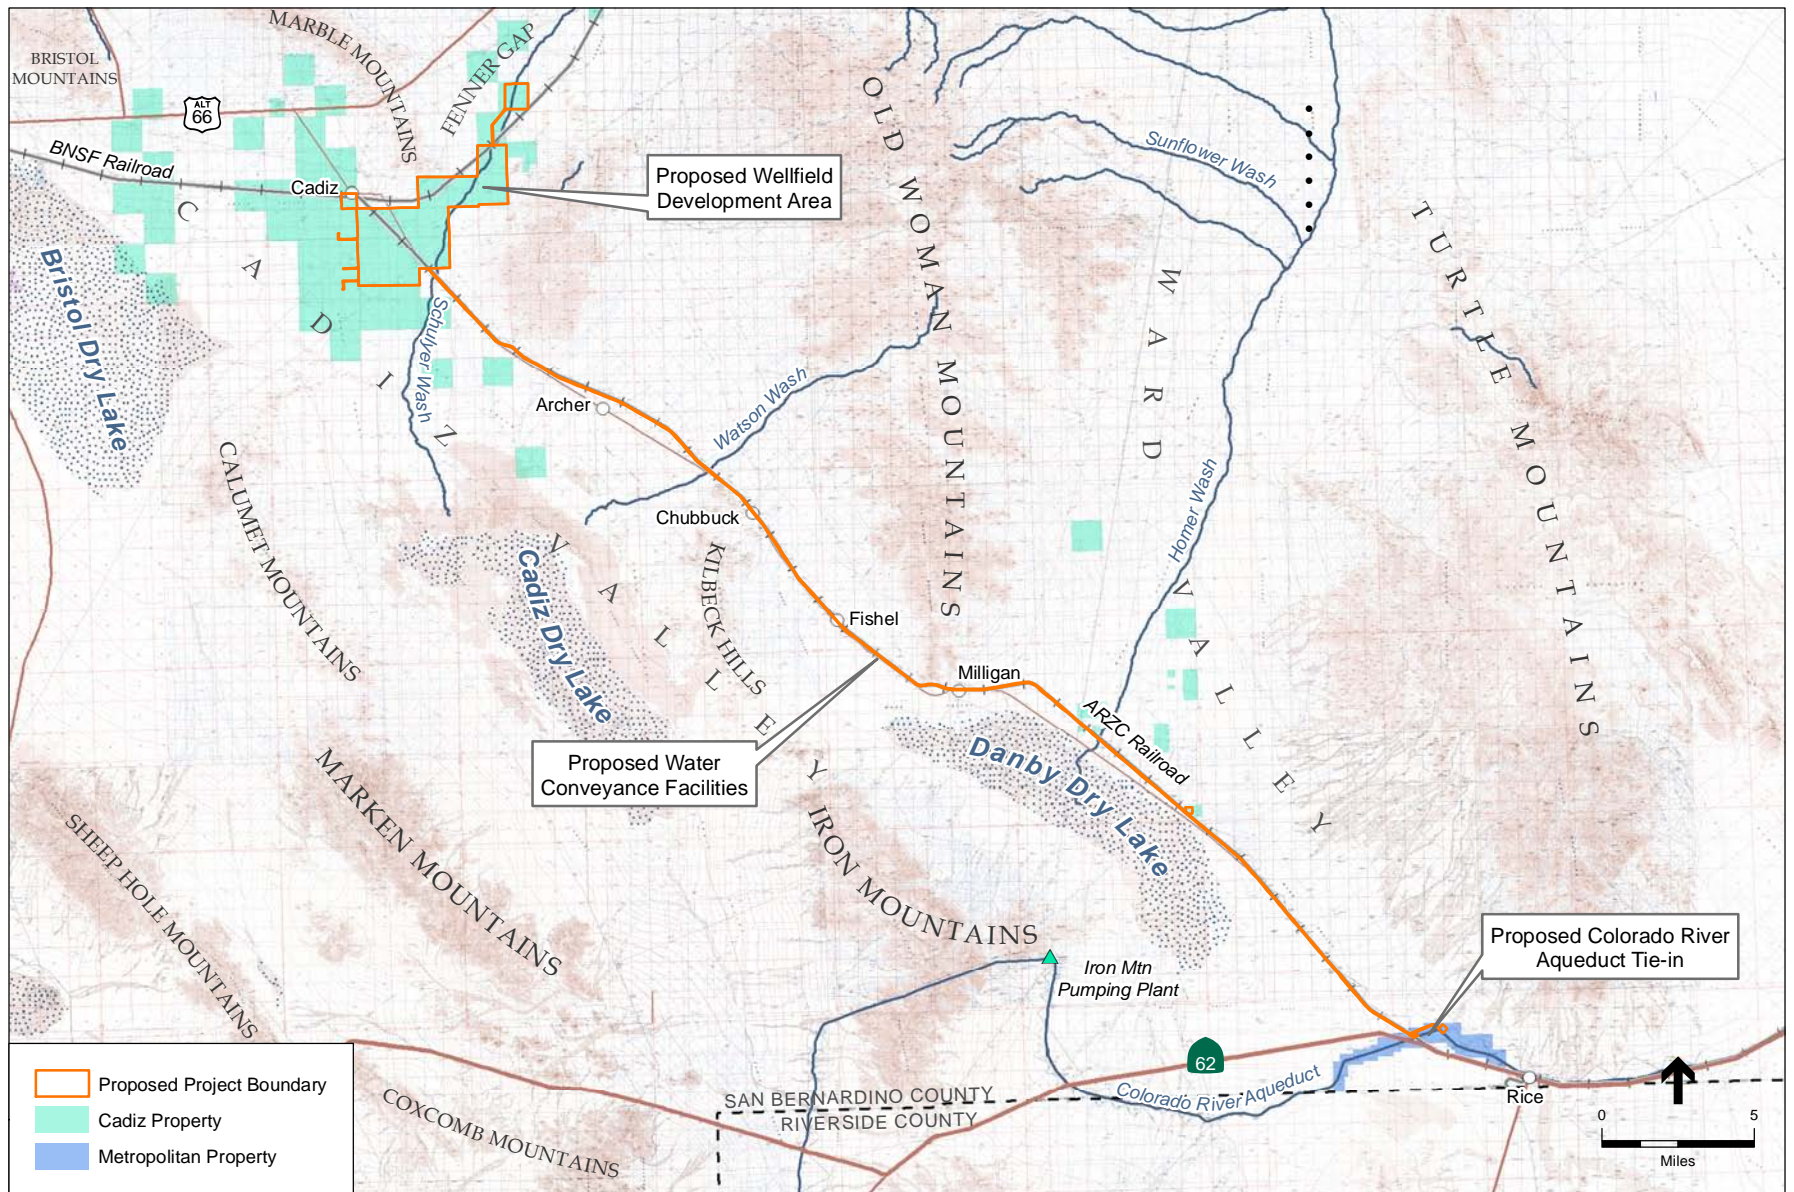 BRISTOL
MOUNTAINS
MARBLE MOUNTAINS
FENNER GAP
ALT
66
BNSF Railroad
Cadiz
Proposed Wellfield
Development Area
OLD WOMAN MOUNTAINS
Sunflower Wash
WARD VALLEY
TURTLE MOUNTAINS
CADIZ VALLEY
Bristol Dry Lake
Schulyer Wash
Archer
Watson Wash
Homer Wash
CALUMET MOUNTAINS
Chubbuck
Cadiz Dry Lake
KILBECK HILLS
Fishel
Milligan
ARZC Railroad
Proposed Water
Conveyance Facilities
Danby Dry Lake
MARKEN MOUNTAINS
SHEEP HOLE MOUNTAINS
IRON MOUNTAINS
Iron Mtn
Pumping Plant
Proposed Colorado River
Aqueduct Tie-in
62
Colorado River Aqueduct
Rice
SAN BERNARDINO COUNTY
RIVERSIDE COUNTY
COXCOMB MOUNTAINS
Proposed Project Boundary
Cadiz Property
Metropolitan Property
0 5
Miles